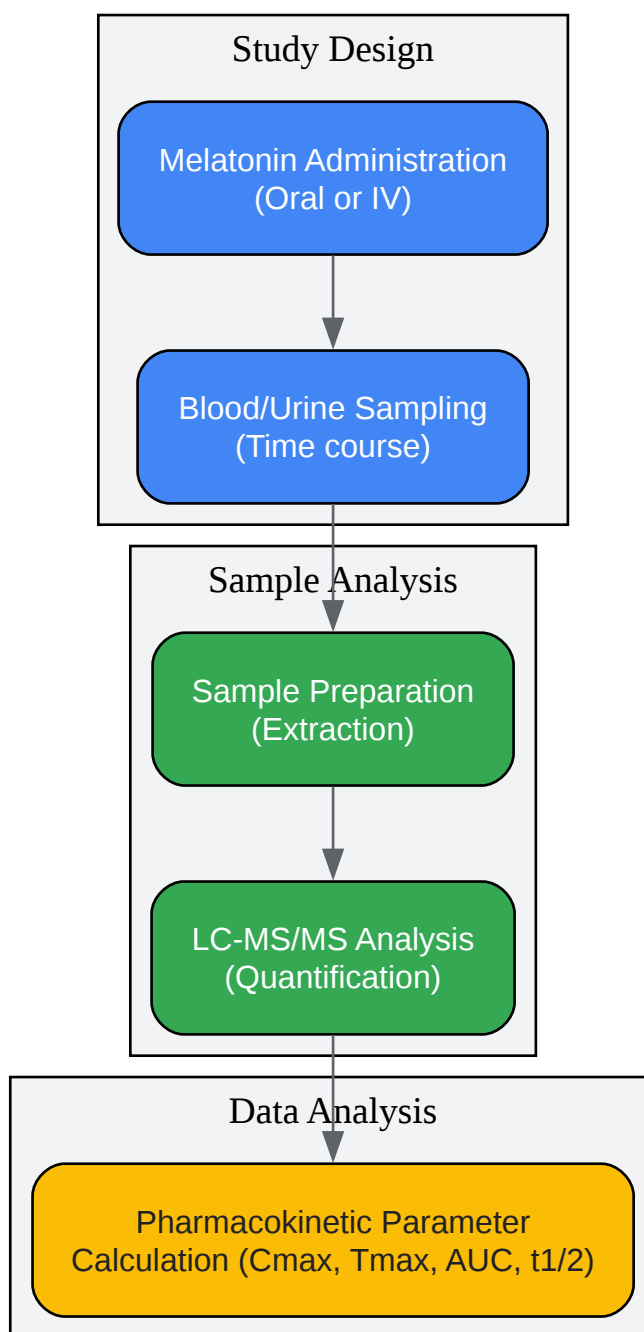 Study Design
Melatonin Administration
(Oral or IV)
Blood/Urine Sampling
(Time course)
Sample Analysis
Sample Preparation
(Extraction)
LC-MS/MS Analysis
(Quantification)
Data Analysis
Pharmacokinetic Parameter
Calculation (Cmax, Tmax, AUC, t1/2)